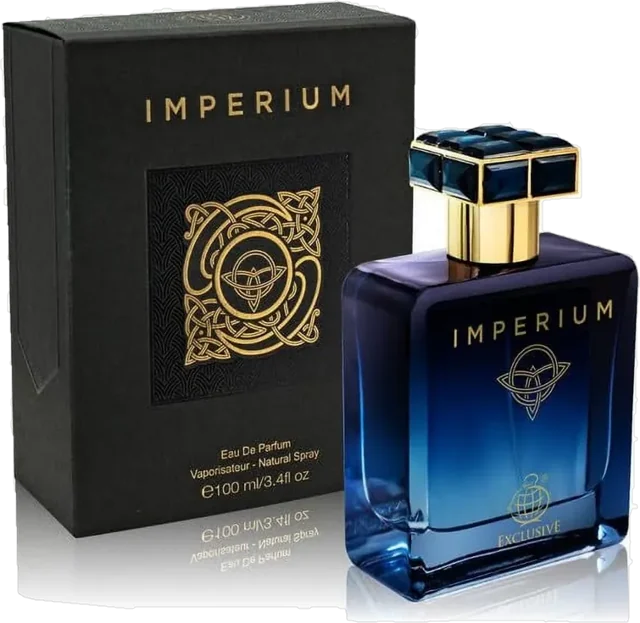 IMPERIUM
Eau De Parfum
Vaporisateur - Natural Spray
℮100 ml/3.4fl oz
IMPERIUM
EXCLUSIVE